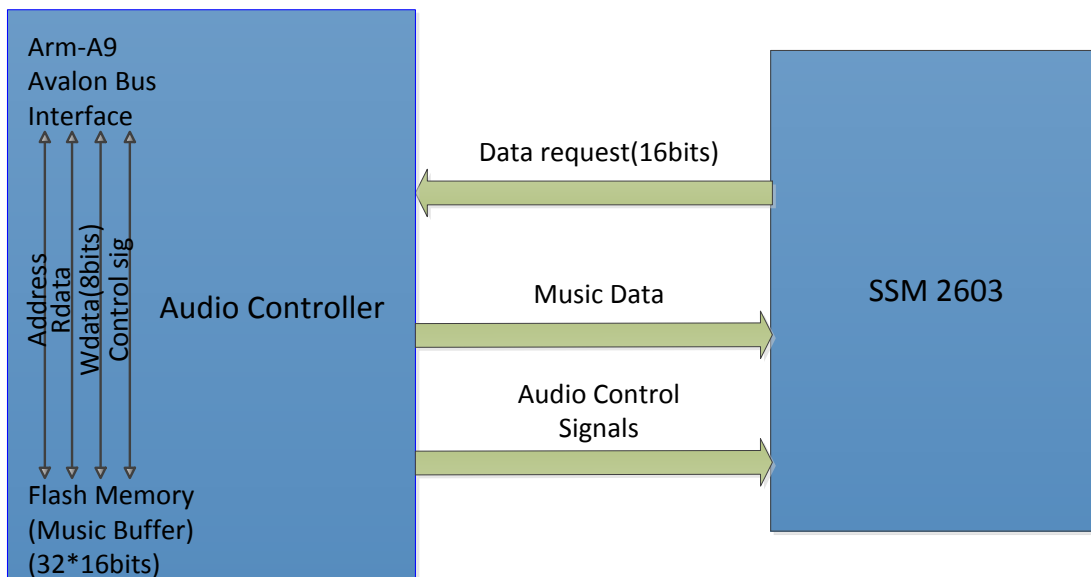 Arm-A9
Avalon Bus
Interface
Address
Rdata
Wdata(8bits)
Control sig
Audio Controller
Flash Memory
(Music Buffer)
(32*16bits)
Data request(16bits)
Music Data
Audio Control
Signals
SSM 2603